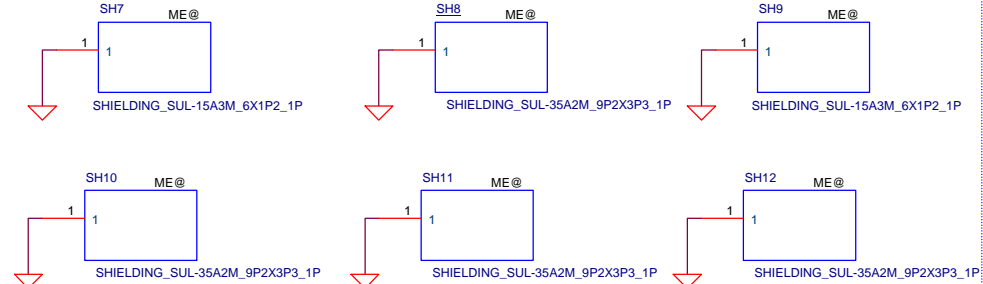 SH7 ME@ SH8 ME@ SH9 ME@
1 1 1 1 1 1
SHIELDING_SUL-15A3M_6X1P2_1P SHIELDING_SUL-35A2M_9P2X3P3_1P SHIELDING_SUL-15A3M_6X1P2_1P
SH10 ME@ SH11 ME@ SH12 ME@
1 1 1 1 1 1
SHIELDING_SUL-35A2M_9P2X3P3_1P SHIELDING_SUL-35A2M_9P2X3P3_1P SHIELDING_SUL-35A2M_9P2X3P3_1P